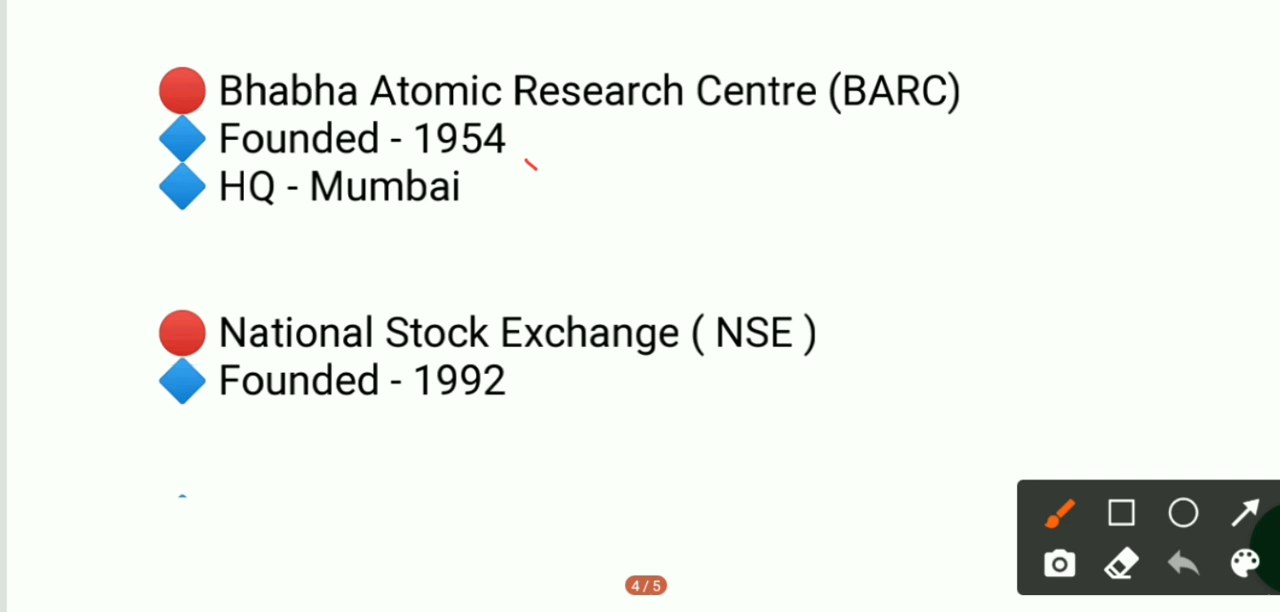 Bhabha Atomic Research Centre (BARC)
Founded - 1954
HQ - Mumbai
National Stock Exchange ( NSE )
Founded - 1992
4 / 5